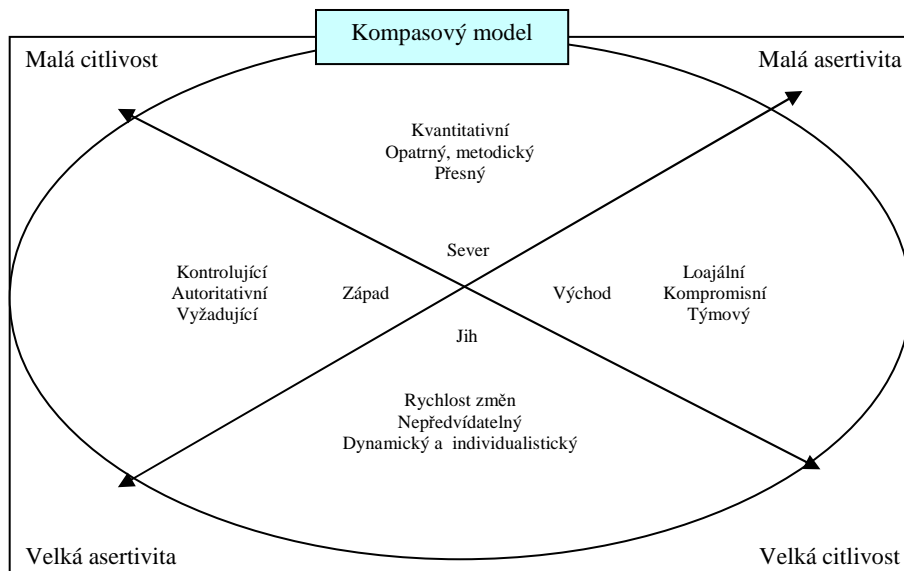 Kompasový model
Malá citlivost
Malá asertivita
Kvantitativní
Opatrný, metodický
Přesný
Sever
Kontrolující
Autoritativní
Vyžadující
Západ
Východ
Loajální
Kompromisní
Týmový
Jih
Rychlost změn
Nepředvídatelný
Dynamický a individualistický
Velká asertivita
Velká citlivost